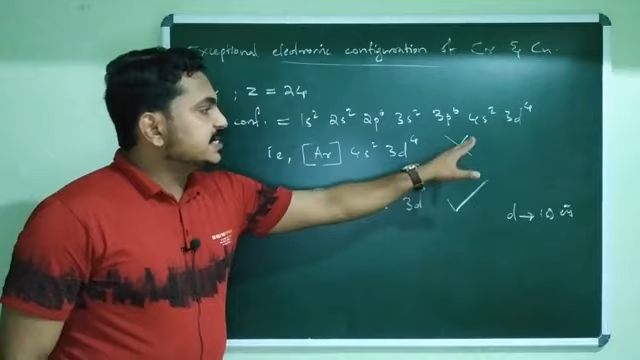 Exceptional electronic configuration of Cr & Cu.
; Z = 24
conf. = 1s² 2s² 2p⁶ 3s² 3p⁶ 4s² 3d⁴
ie, [Ar] 4s² 3d⁴
3d
d → 10 e⁻s